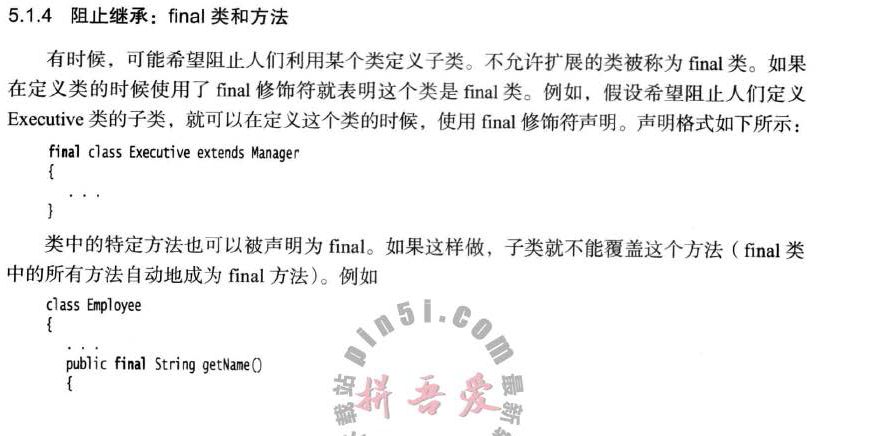 5.1.4 阻止继承：final 类和方法
有时候，可能希望阻止人们利用某个类定义子类。不允许扩展的类被称为 final 类。如果
在定义类的时候使用了 final 修饰符就表明这个类是 final 类。例如，假设希望阻止人们定义
Executive 类的子类，就可以在定义这个类的时候，使用 final 修饰符声明。声明格式如下所示：
final class Executive extends Manager
{
. . .
}
类中的特定方法也可以被声明为 final。如果这样做，子类就不能覆盖这个方法（final 类
中的所有方法自动地成为 final 方法）。例如
class Employee
{
. . .
public final String getName()
{
pin5i.com
拼吾爱
载站
最新